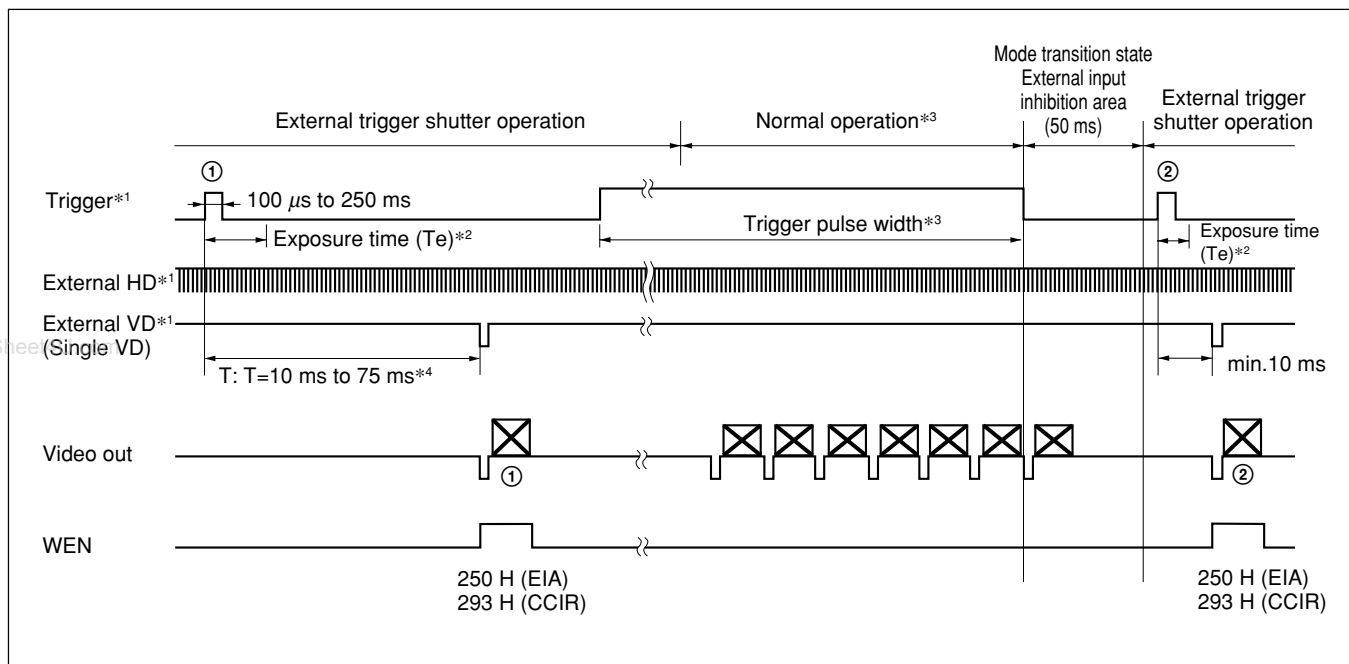 Mode transition state
External input
inhibition area
(50 ms)
External trigger shutter operation
Normal operation*3
External trigger
shutter operation
①
②
Trigger*1
100 μs to 250 ms
Exposure time (Te)*2
Trigger pulse width*3
Exposure time
(Te)*2
External HD*1
External VD*1
(Single VD)
T: T=10 ms to 75 ms*4
min.10 ms
Video out
①
②
WEN
250 H (EIA)
293 H (CCIR)
250 H (EIA)
293 H (CCIR)